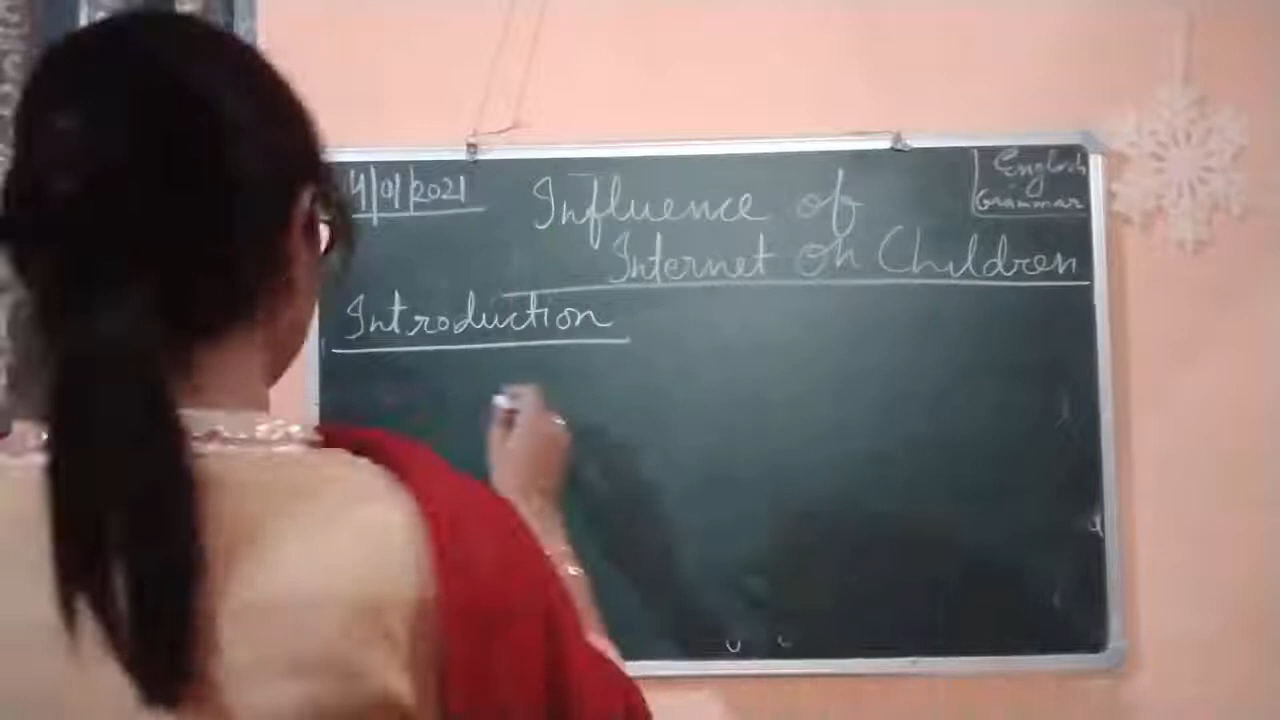 4/01/2021
English
Grammar
Influence of
Internet on Children
Introduction